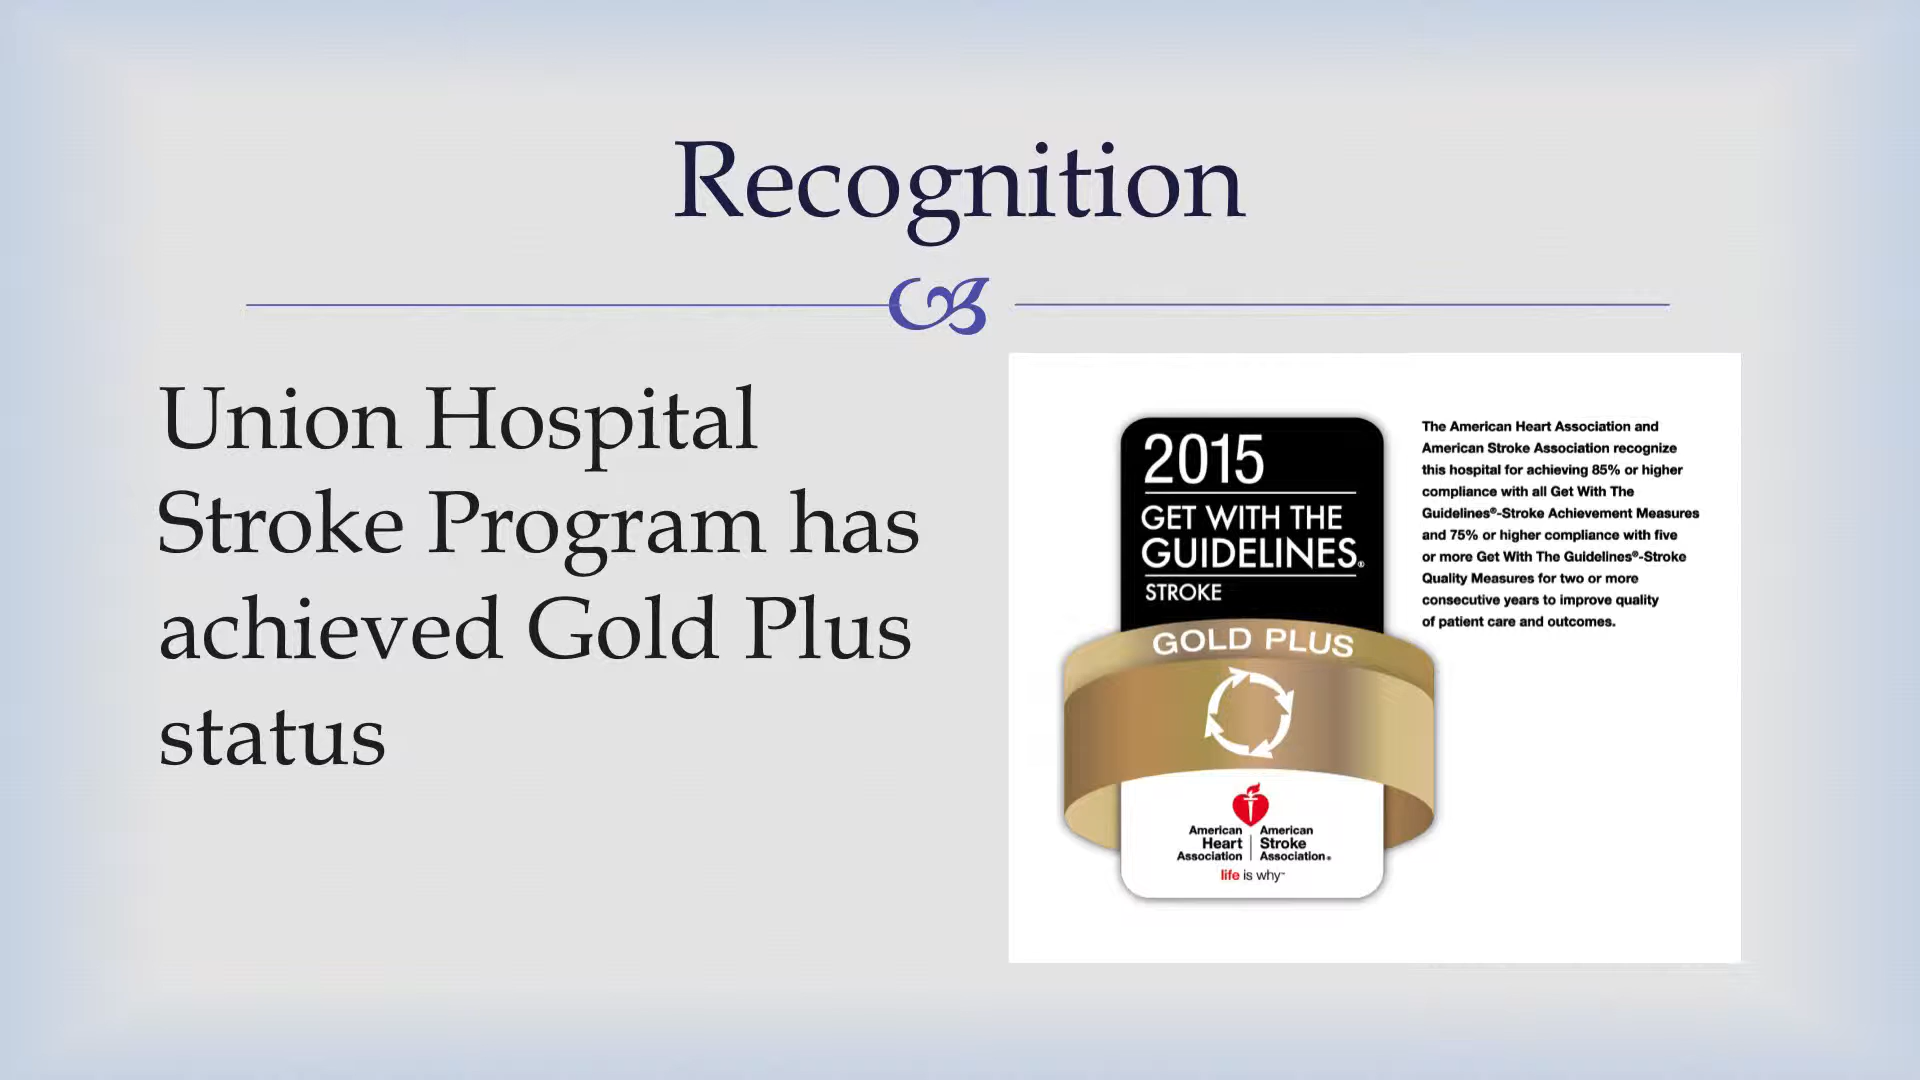 Recognition
Union Hospital
Stroke Program has
achieved Gold Plus
status
2015
GET WITH THE
GUIDELINES®
STROKE
GOLD PLUS
American Heart Association | American Stroke Association®
life is why™
The American Heart Association and
American Stroke Association recognize
this hospital for achieving 85% or higher
compliance with all Get With The
Guidelines®-Stroke Achievement Measures
and 75% or higher compliance with five
or more Get With The Guidelines®-Stroke
Quality Measures for two or more
consecutive years to improve quality
of patient care and outcomes.